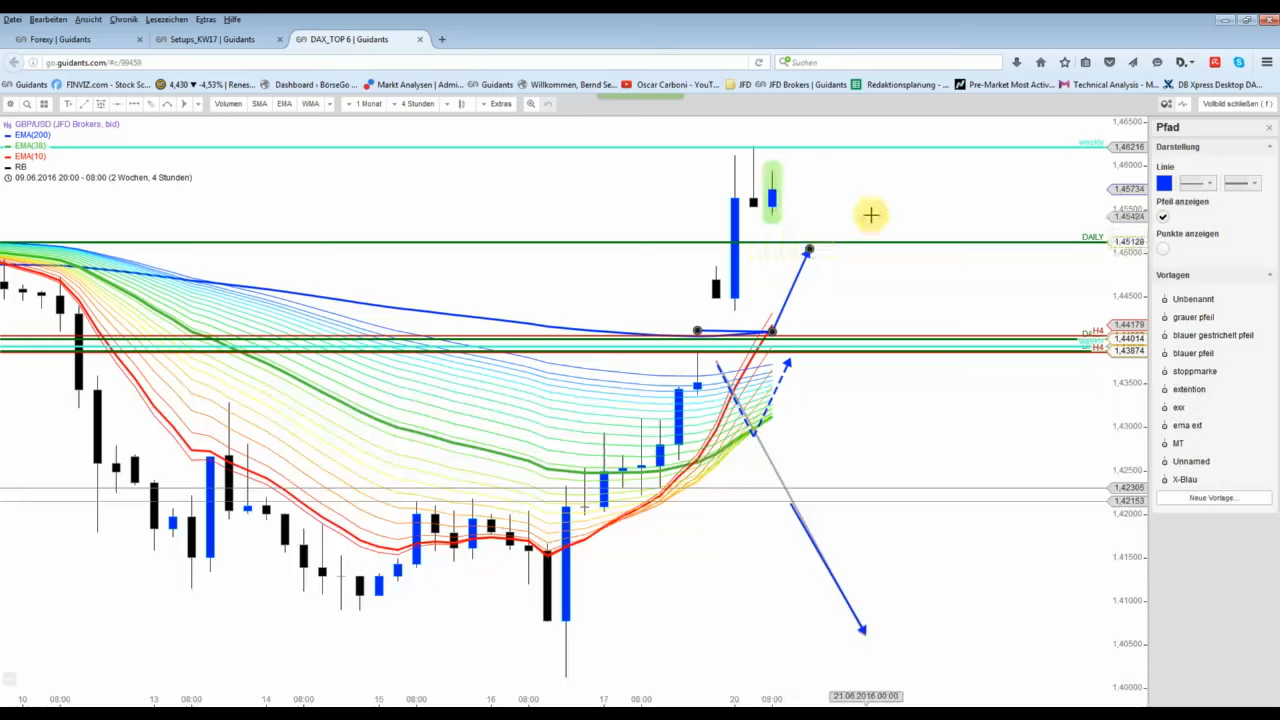 Datei Bearbeiten Ansicht Chronik Lesezeichen Extras Hilfe
Forexy | Guidants Setups_KW17 | Guidants DAX_TOP 6 | Guidants
go.guidants.com/#c/99459 Suchen
Guidants FINVIZ.com - Stock Sc... 4,430 ▼ -4,53% | Renes... Dashboard ‹ BörseGo ... Markt Analysen | Admi... Guidants Willkommen, Bernd Se... Oscar Carboni - YouT... JFD JFD Brokers | Guidants Redaktionsplanung - ... Pre-Market Most Activ... Technical Analysis - M... DB Xpress Desktop DA...
Volumen SMA EMA WMA 1 Monat 4 Stunden Extras Vollbild schließen ( f )
GBP/USD (JFD Brokers, bid)
EMA(200)
EMA(38)
EMA(10)
RB
09.06.2016 20:00 - 08:00 (2 Wochen, 4 Stunden)
1,46500
weekly 1,46216
1,46000
1,45734
1,45500
1,45424
DAILY 1,45128
1,45000
1,44500
1,44179
H4
1,44014
H4 1,43874
1,43500
1,43000
1,42500
1,42305
1,42153
1,42000
1,41500
1,41000
1,40500
1,40000
10 08:00 13 08:00 14 08:00 15 08:00 16 08:00 17 08:00 20 08:00 21.06.2016 00:00
Pfad
Darstellung
Linie
Pfeil anzeigen
Punkte anzeigen
Vorlagen
Unbenannt
grauer pfeil
blauer gestrichelt pfeil
blauer pfeil
stoppmarke
extention
exx
ema ext
MT
Unnamed
X-Blau
Neue Vorlage...